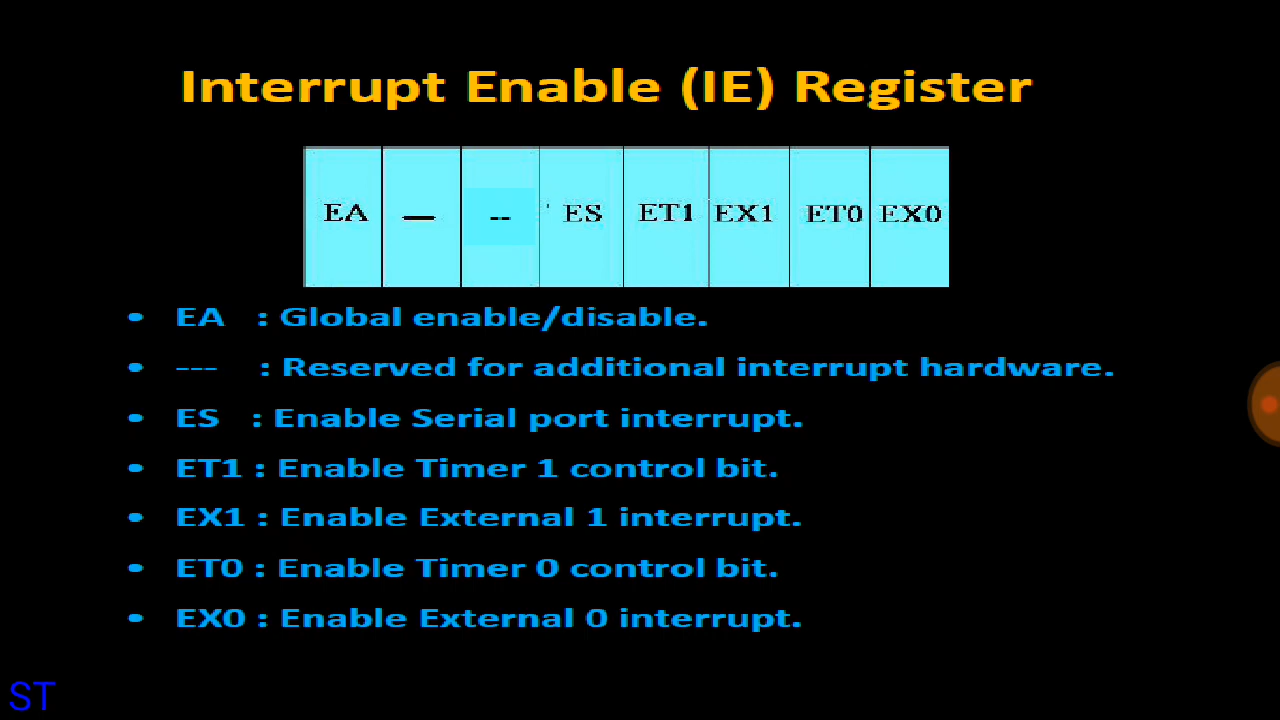 Interrupt Enable (IE) Register
EA — -- ES ET1 EX1 ET0 EX0
• EA : Global enable/disable.
• --- : Reserved for additional interrupt hardware.
• ES : Enable Serial port interrupt.
• ET1 : Enable Timer 1 control bit.
• EX1 : Enable External 1 interrupt.
• ET0 : Enable Timer 0 control bit.
• EX0 : Enable External 0 interrupt.
ST